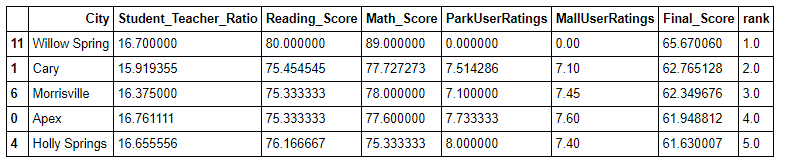 City Student_Teacher_Ratio Reading_Score Math_Score ParkUserRatings MallUserRatings Final_Score rank
11 Willow Spring 16.700000 80.000000 89.000000 0.000000 0.00 65.670060 1.0
1 Cary 15.919355 75.454545 77.727273 7.514286 7.10 62.765128 2.0
6 Morrisville 16.375000 75.333333 78.000000 7.100000 7.45 62.349676 3.0
0 Apex 16.761111 75.333333 77.600000 7.733333 7.60 61.948812 4.0
4 Holly Springs 16.655556 76.166667 75.333333 8.000000 7.40 61.630007 5.0